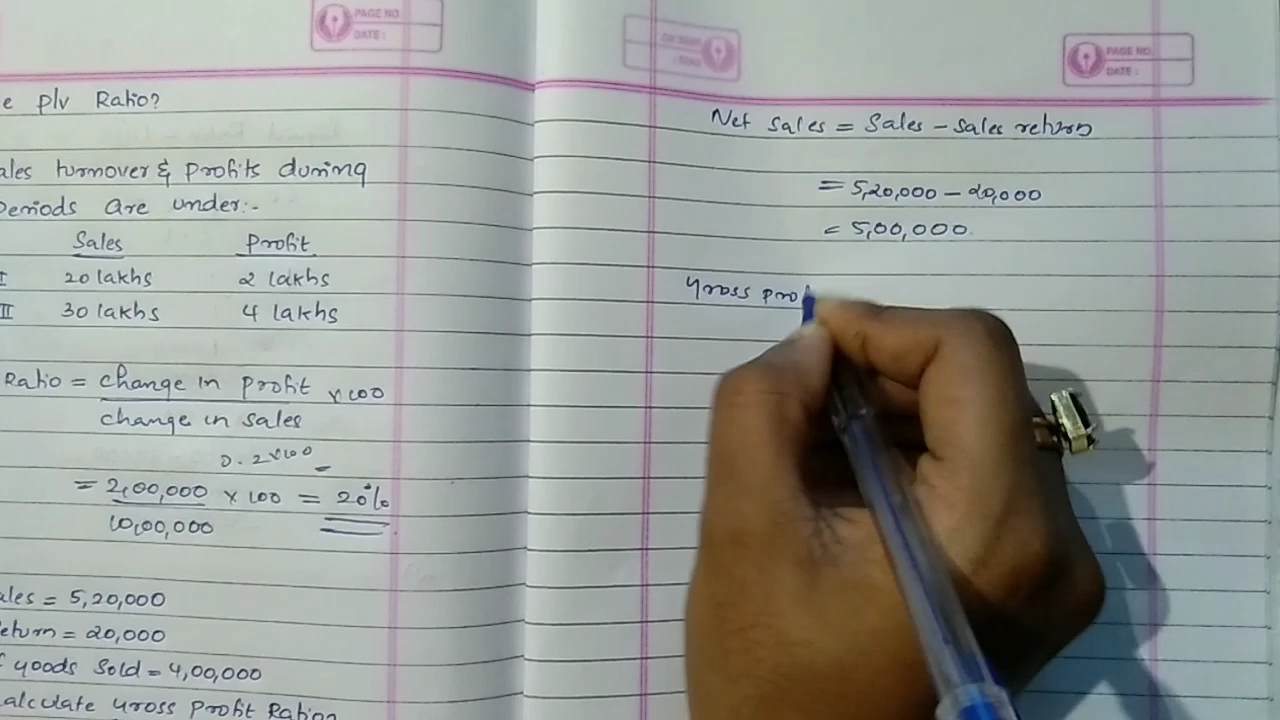 PAGE NO.
DATE:
e P/V Ratio?
ales turnover & Profits during
periods are under:-
Sales Profit
I 20 lakhs 2 lakhs
II 30 lakhs 4 lakhs
Ratio = change in profit x 100
change in sales
0.2x100
= 2,00,000 x 100 = 20%
10,00,000
ales = 5,20,000
eturn = 20,000
f goods Sold = 4,00,000
alculate Gross Profit Ration
PAGE NO.
DATE:
Net Sales = Sales - Sales return
= 5,20,000 - 20,000
= 5,00,000.
Gross pro